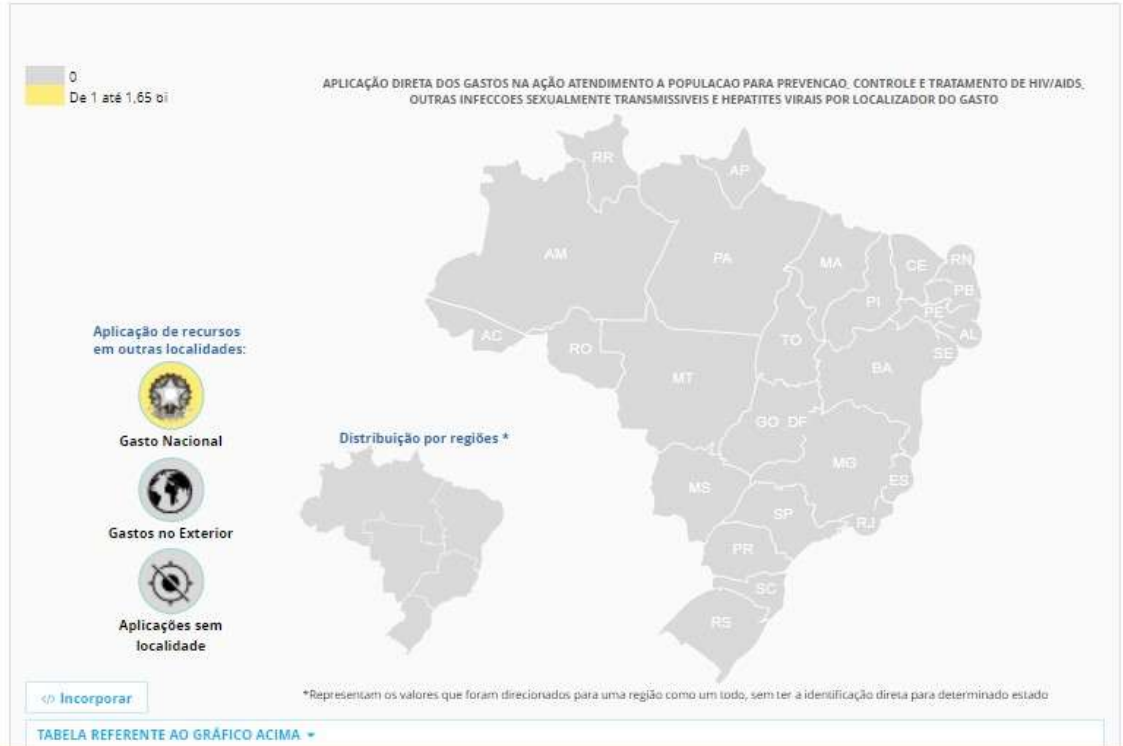 0
De 1 até 1,65 bi
APLICAÇÃO DIRETA DOS GASTOS NA AÇÃO ATENDIMENTO A POPULACAO PARA PREVENCAO, CONTROLE E TRATAMENTO DE HIV/AIDS,
OUTRAS INFECCOES SEXUALMENTE TRANSMISSIVEIS E HEPATITES VIRAIS POR LOCALIZADOR DO GASTO
RR
AP
AM
PA
MA
CE
RN
PB
PI
PE
AL
AC
RO
TO
SE
BA
MT
GO DF
MG
MS
ES
SP
RJ
PR
SC
RS
Aplicação de recursos
em outras localidades:
Gasto Nacional
Gastos no Exterior
Aplicações sem
localidade
Distribuição por regiões *
</> Incorporar
*Representam os valores que foram direcionados para uma região como um todo, sem ter a identificação direta para determinado estado
TABELA REFERENTE AO GRÁFICO ACIMA